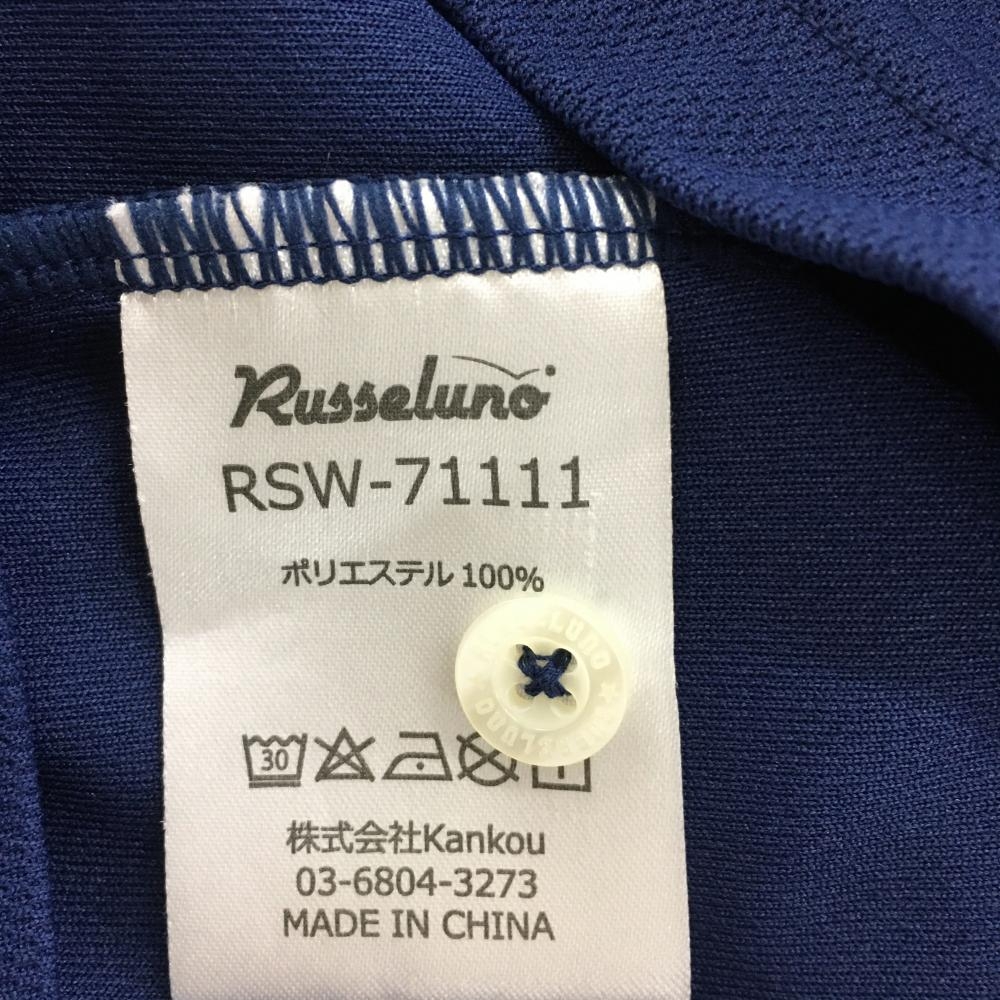 Russeluno
RSW-71111
ポリエステル 100%
30
株式会社Kankou
03-6804-3273
MADE IN CHINA